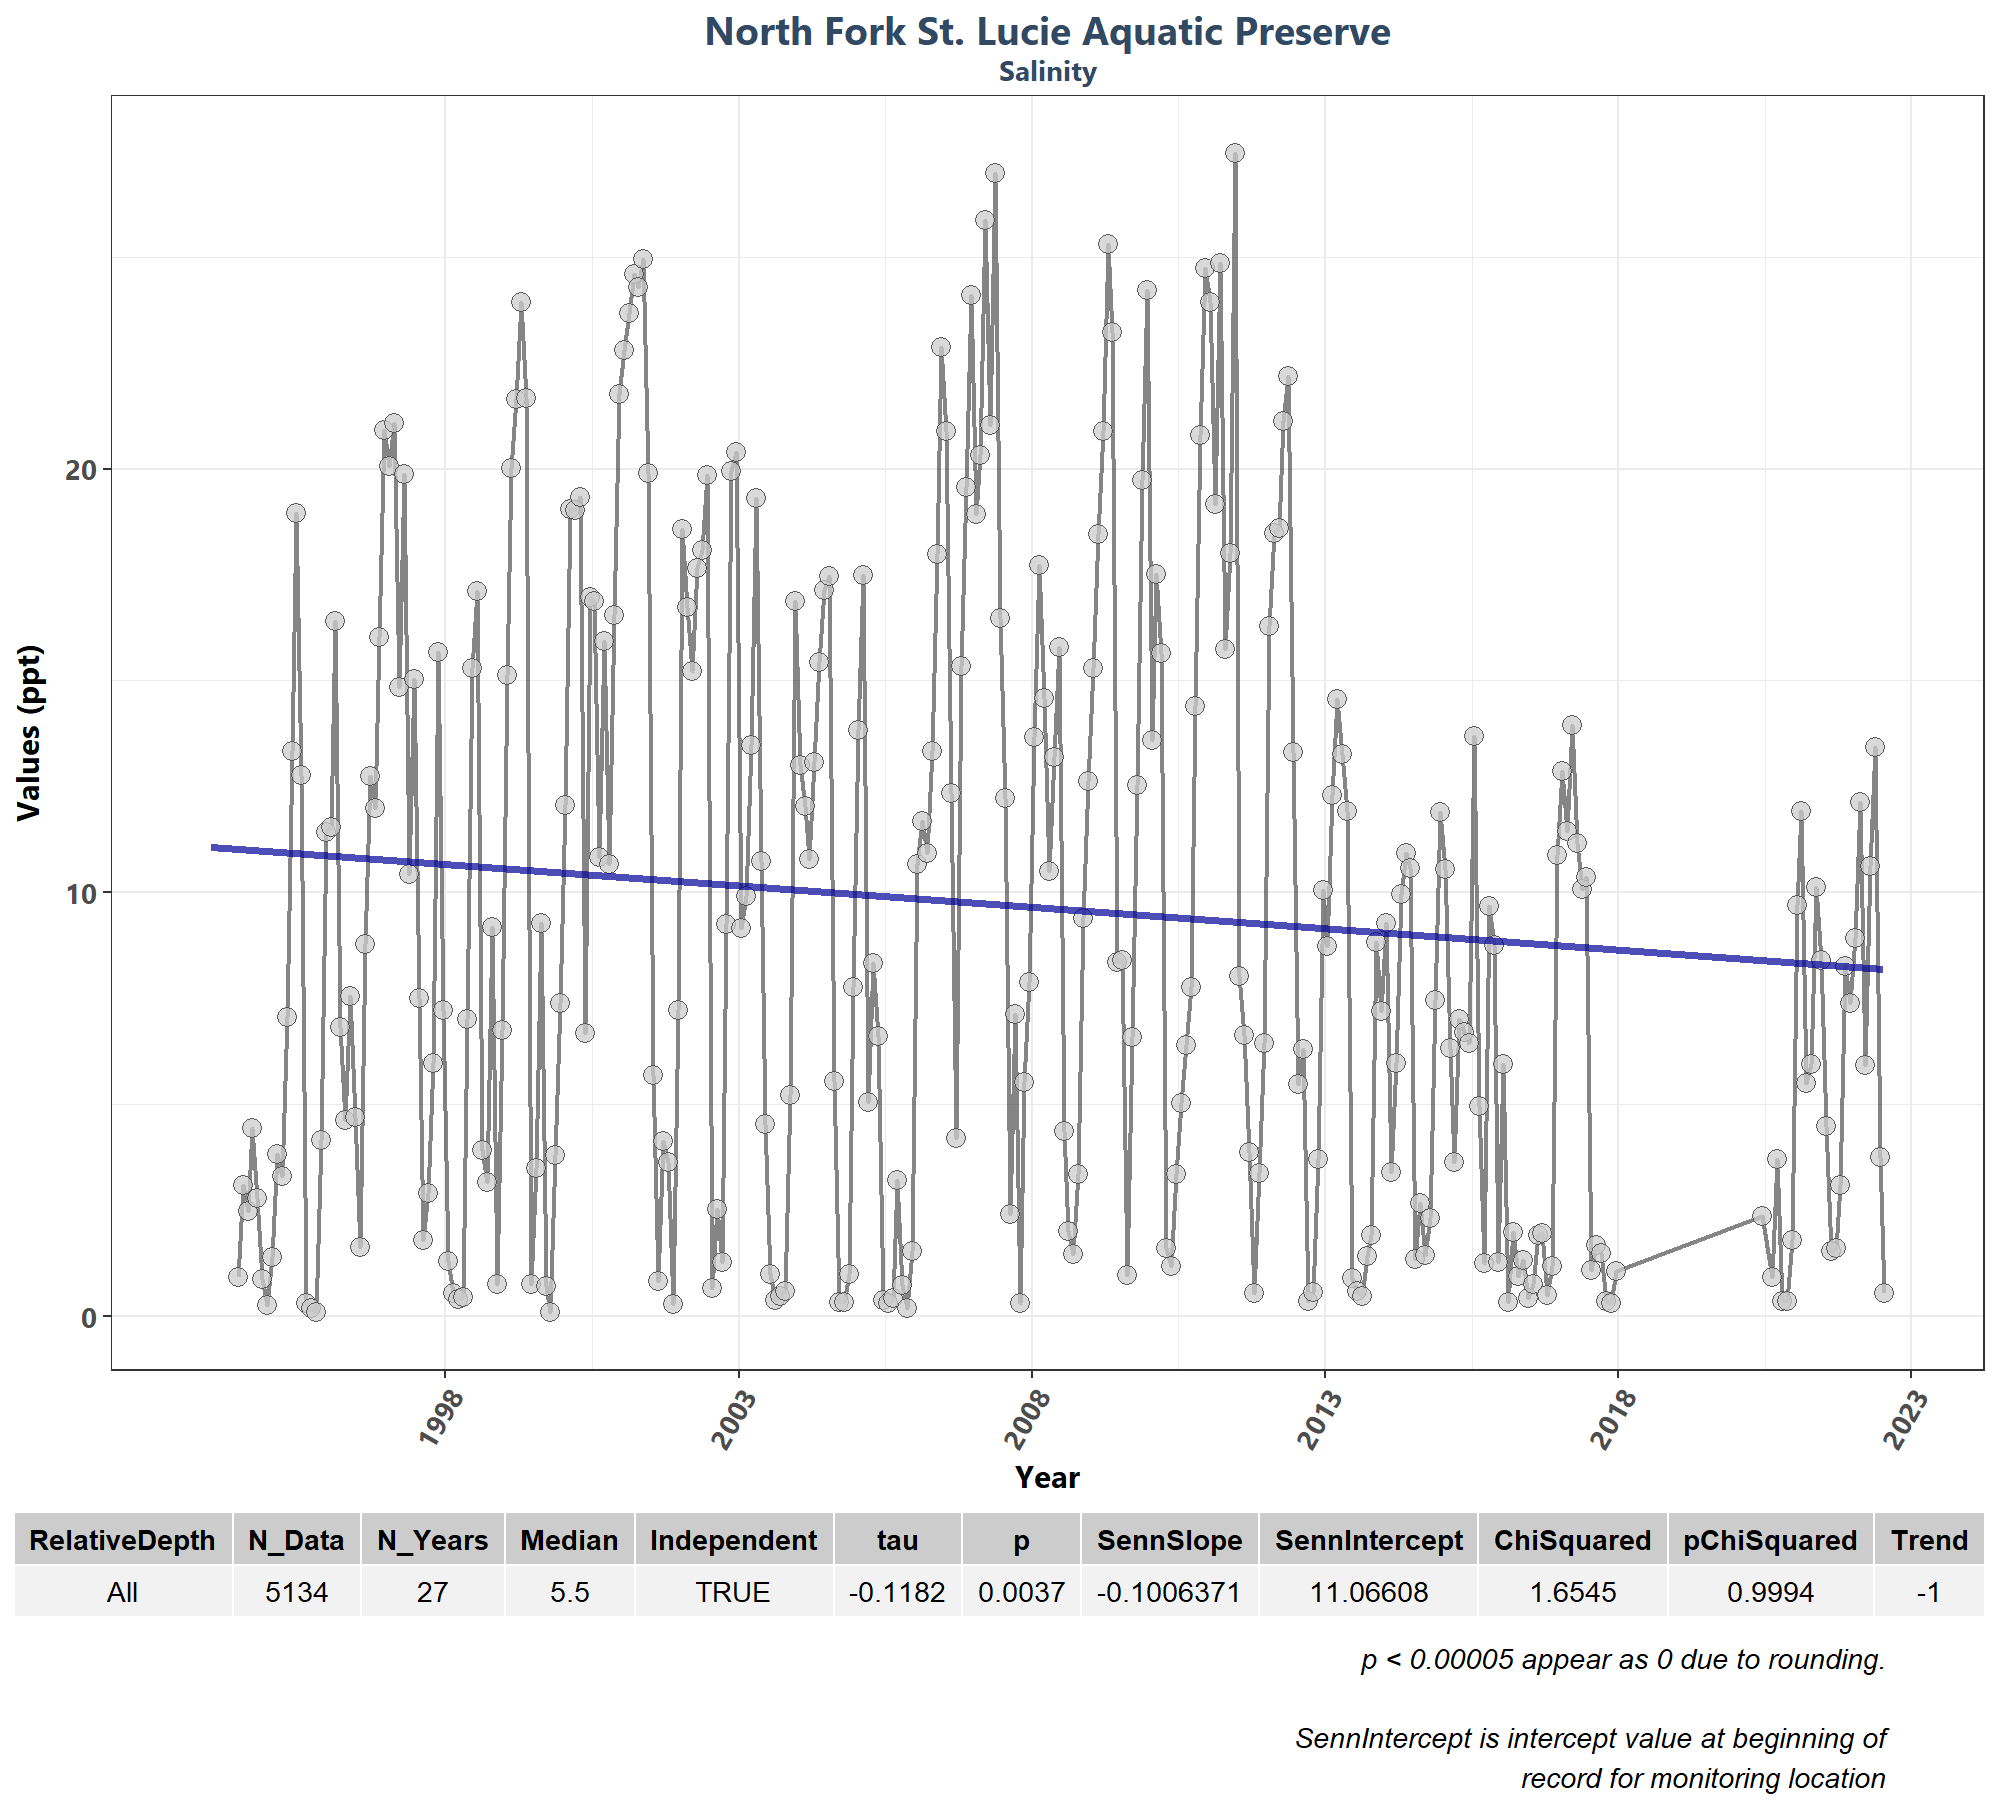 North Fork St. Lucie Aquatic Preserve
Salinity
Values (ppt)
20
10
0
1998
2003
2008
2013
2018
2023
Year
RelativeDepth N_Data N_Years Median Independent tau p SennSlope SennIntercept ChiSquared pChiSquared Trend
All 5134 27 5.5 TRUE -0.1182 0.0037 -0.1006371 11.06608 1.6545 0.9994 -1
p < 0.00005 appear as 0 due to rounding.
SennIntercept is intercept value at beginning of
record for monitoring location